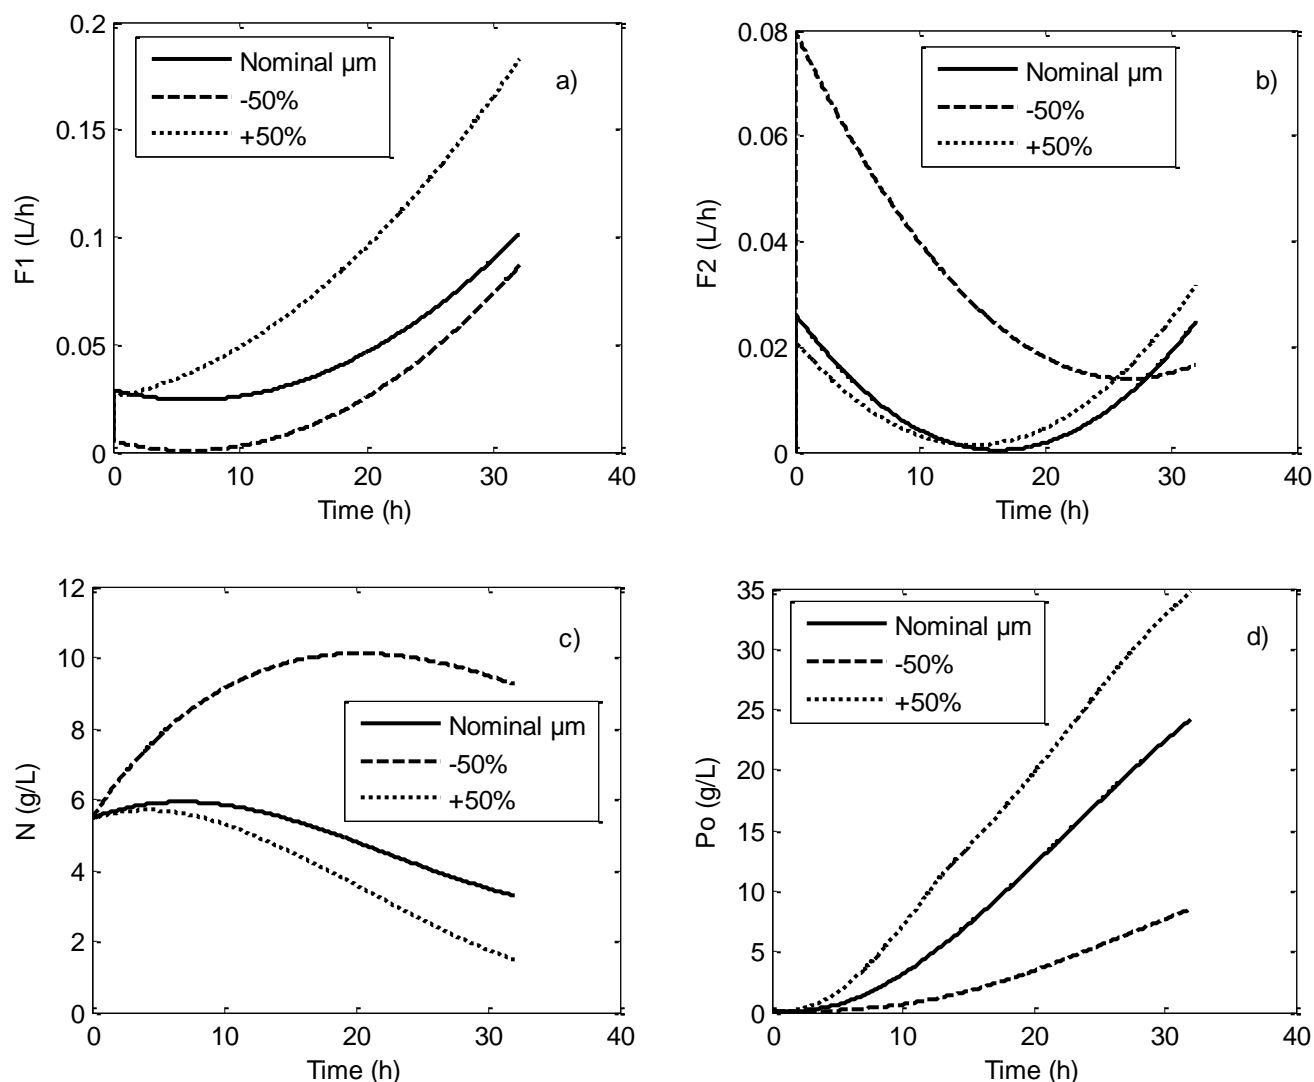 0.2
0.15
0.1
0.05
0
F1 (L/h)
Nominal µm
-50%
+50%
a)
0 10 20 30 40
Time (h)
0.08
0.06
0.04
0.02
0
F2 (L/h)
Nominal µm
-50%
+50%
b)
0 10 20 30 40
Time (h)
12
10
8
6
4
2
0
N (g/L)
c)
Nominal µm
-50%
+50%
0 10 20 30 40
Time (h)
35
30
25
20
15
10
5
0
Po (g/L)
Nominal µm
-50%
+50%
d)
0 10 20 30 40
Time (h)